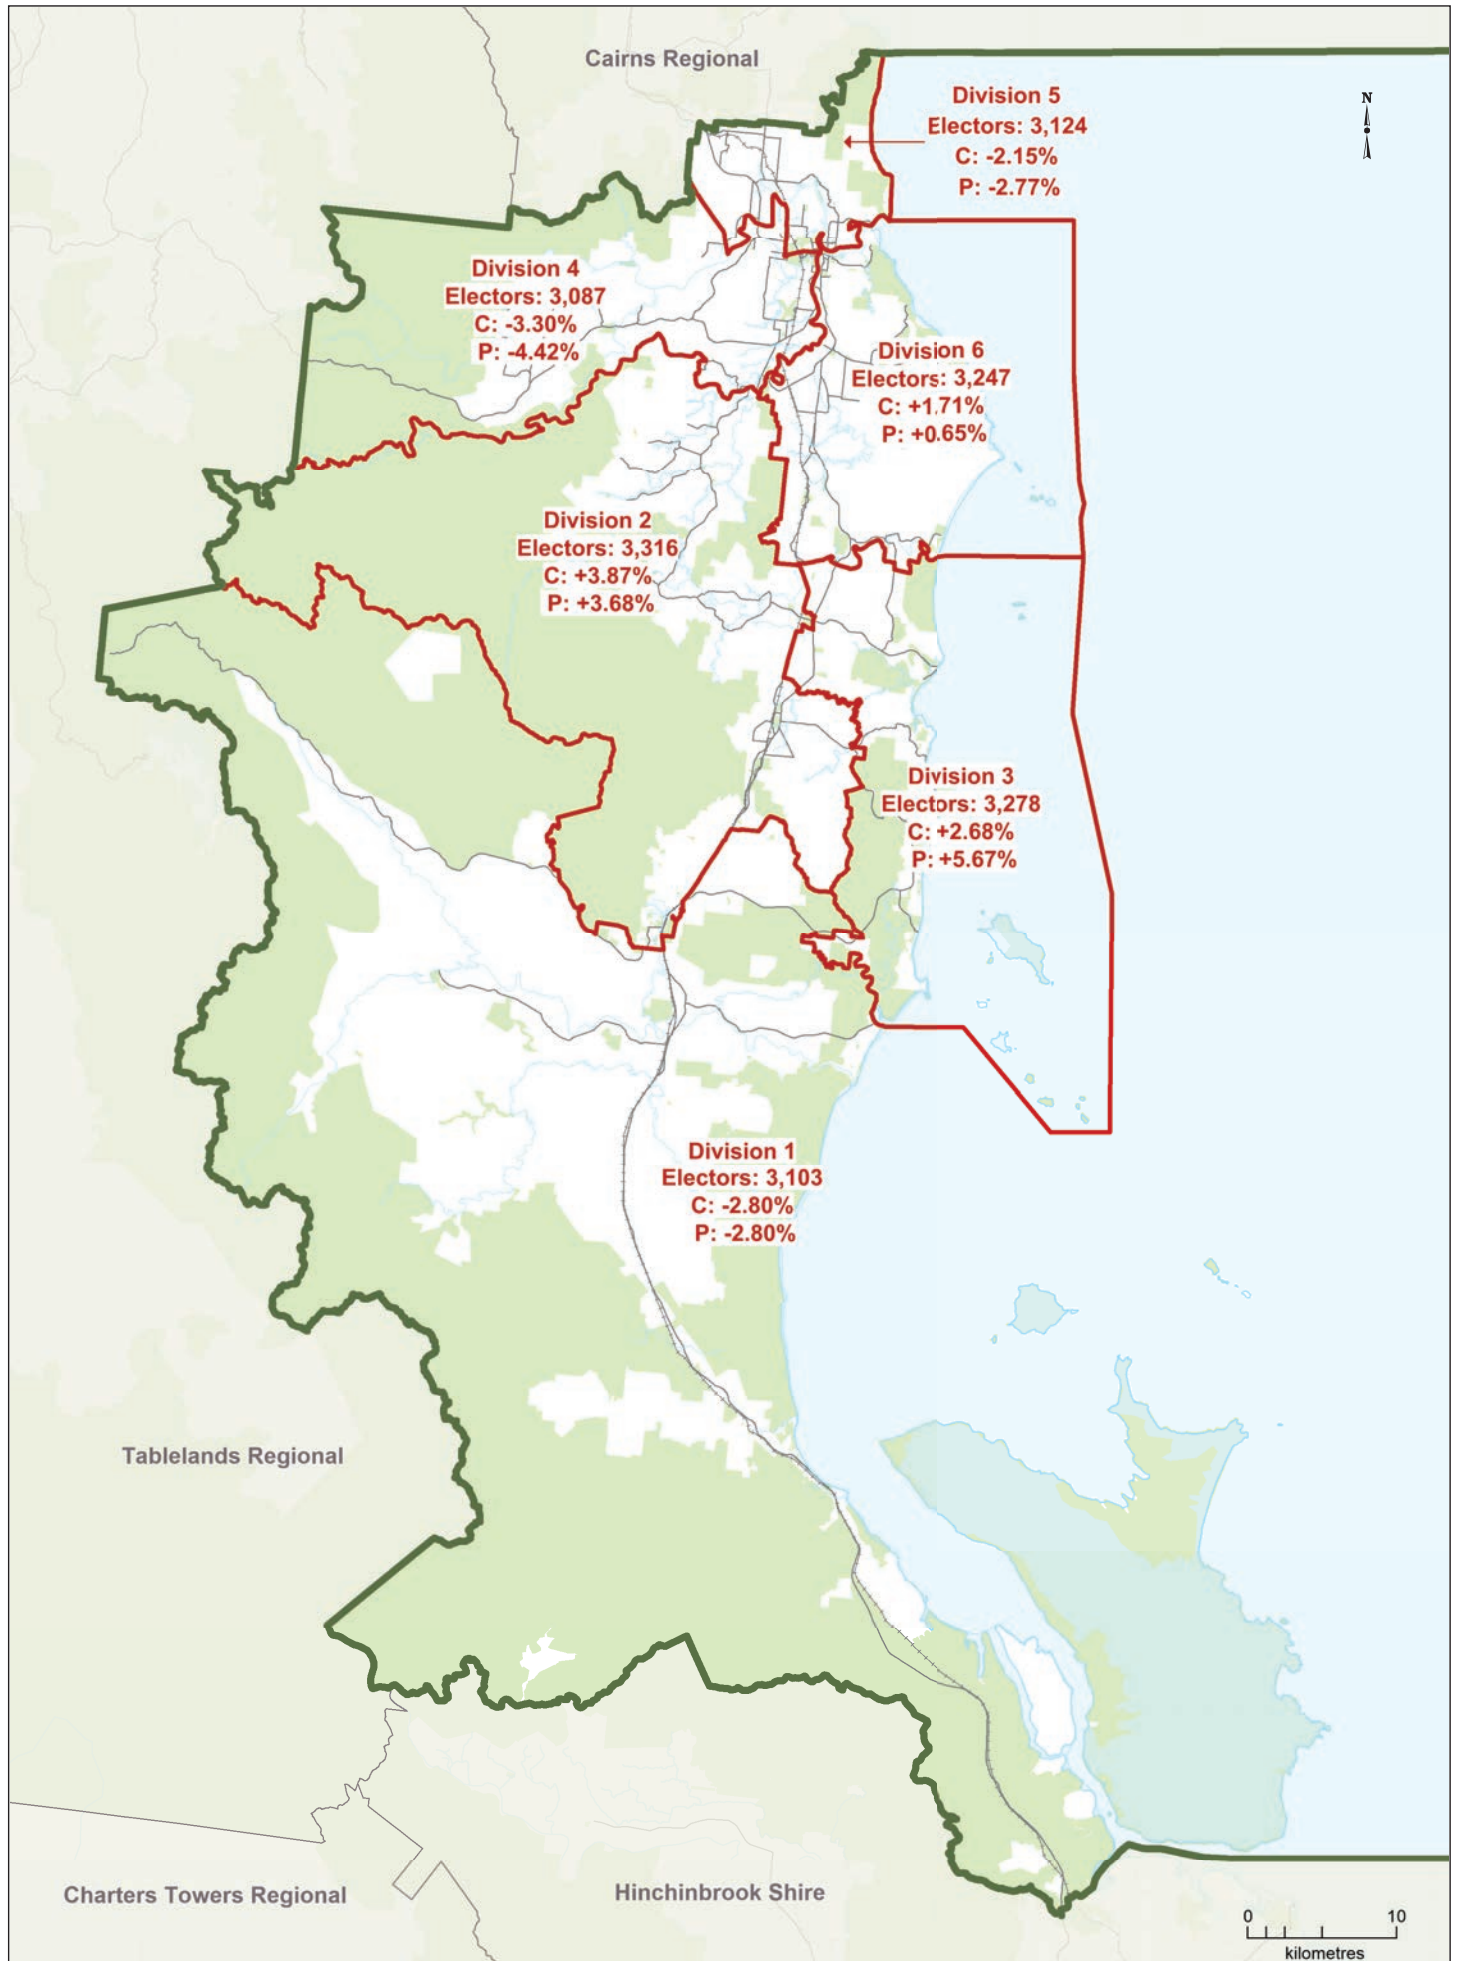 Cairns Regional
N
Division 5
Electors: 3,124
C: -2.15%
P: -2.77%
Division 4
Electors: 3,087
C: -3.30%
P: -4.42%
Division 6
Electors: 3,247
C: +1.71%
P: +0.65%
Division 2
Electors: 3,316
C: +3.87%
P: +3.68%
Division 3
Electors: 3,278
C: +2.68%
P: +5.67%
Division 1
Electors: 3,103
C: -2.80%
P: -2.80%
Tablelands Regional
Charters Towers Regional
Hinchinbrook Shire
0 10
kilometres